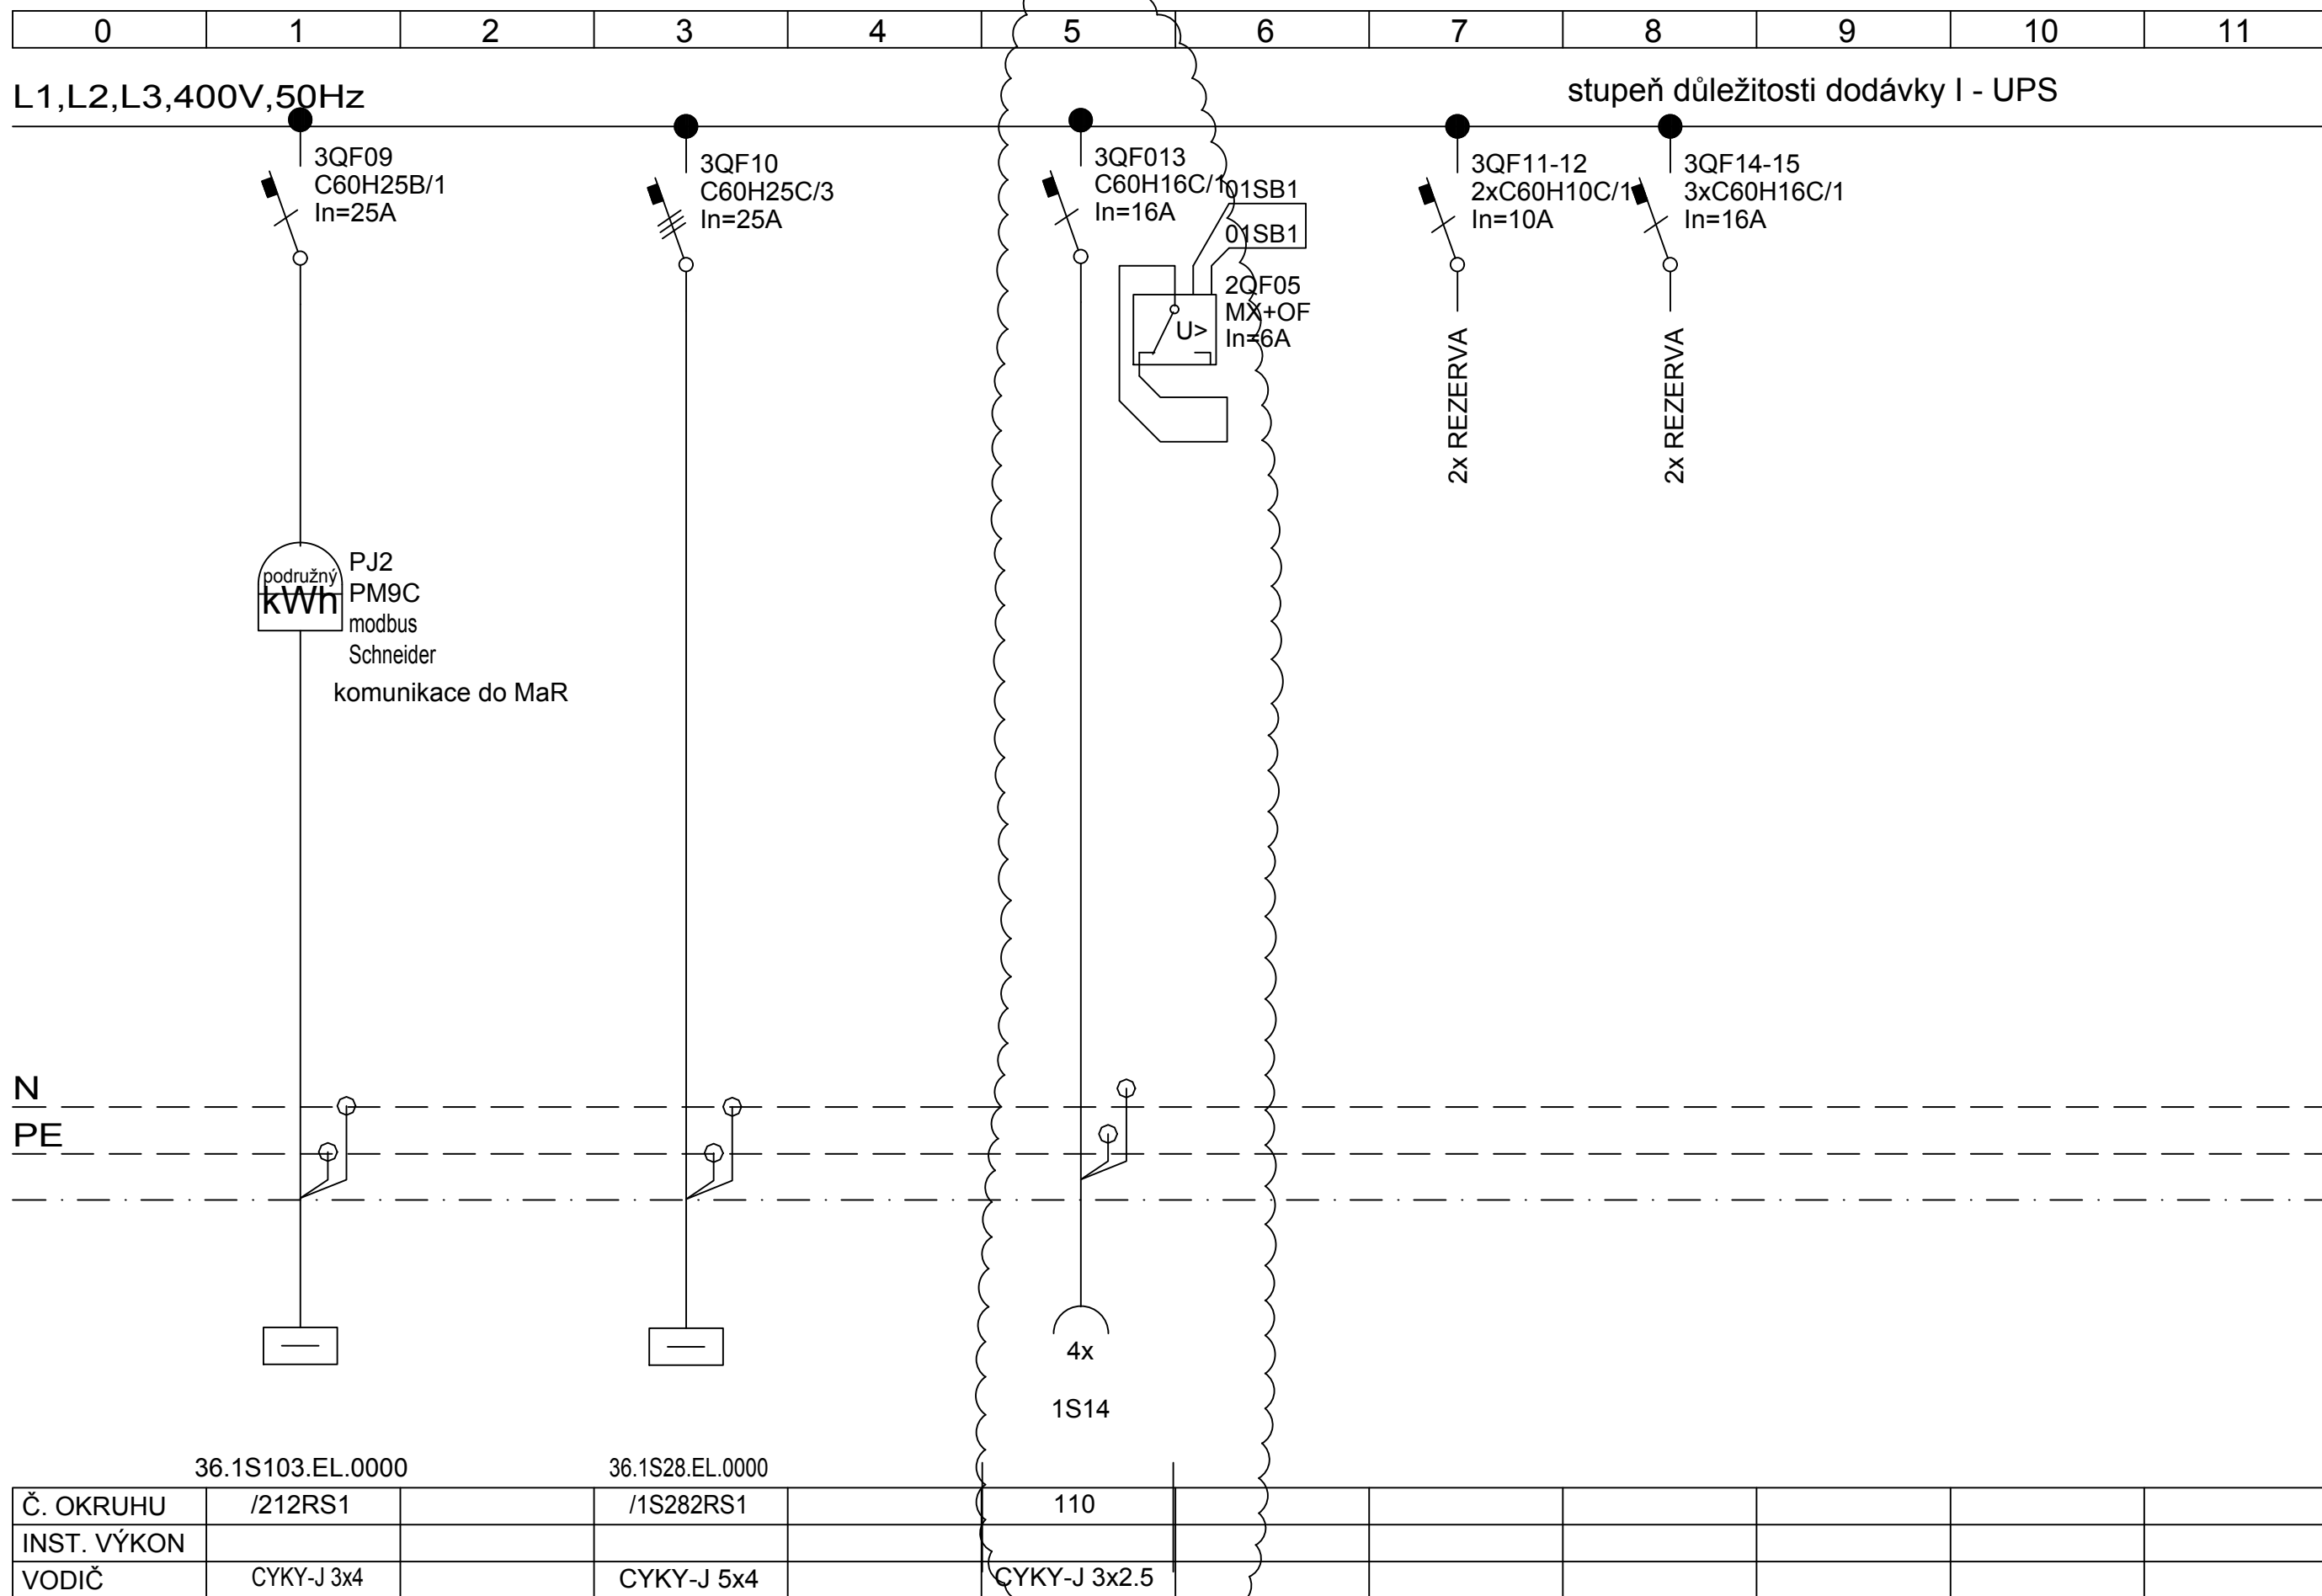 0 1 2 3 4 5 6 7 8 9 10 11
L1,L2,L3,400V,50Hz
stupeň důležitosti dodávky I - UPS
3QF09
C60H25B/1
In=25A
3QF10
C60H25C/3
In=25A
3QF013
C60H16C/1
In=16A
01SB1
01SB1
2QF05
MX+OF
In=6A
U>
3QF11-12
2xC60H10C/1
In=10A
2x REZERVA
3QF14-15
3xC60H16C/1
In=16A
2x REZERVA
podružný
kWh
PJ2
PM9C
modbus
Schneider
komunikace do MaR
N
PE
4x
1S14
36.1S103.EL.0000
36.1S28.EL.0000
Č. OKRUHU /212RS1 /1S282RS1 110
INST. VÝKON
VODIČ CYKY-J 3x4 CYKY-J 5x4 CYKY-J 3x2.5